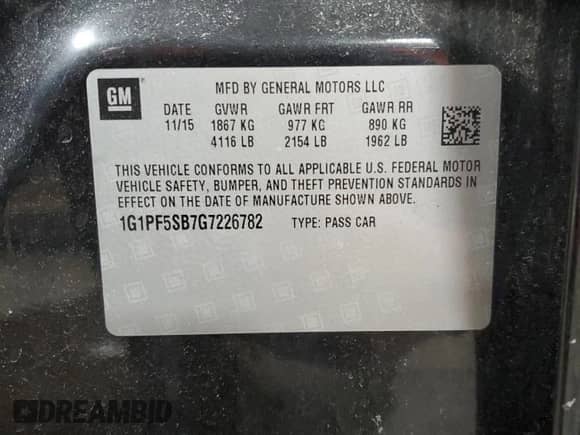 GM
MFD BY GENERAL MOTORS LLC
DATE GVWR GAWR FRT GAWR RR
11/15 1867 KG 977 KG 890 KG
4116 LB 2154 LB 1962 LB
THIS VEHICLE CONFORMS TO ALL APPLICABLE U.S. FEDERAL MOTOR
VEHICLE SAFETY, BUMPER, AND THEFT PREVENTION STANDARDS IN
EFFECT ON THE DATE OF MANUFACTURE SHOWN ABOVE.
1G1PF5SB7G7226782 TYPE: PASS CAR
DREAMBID